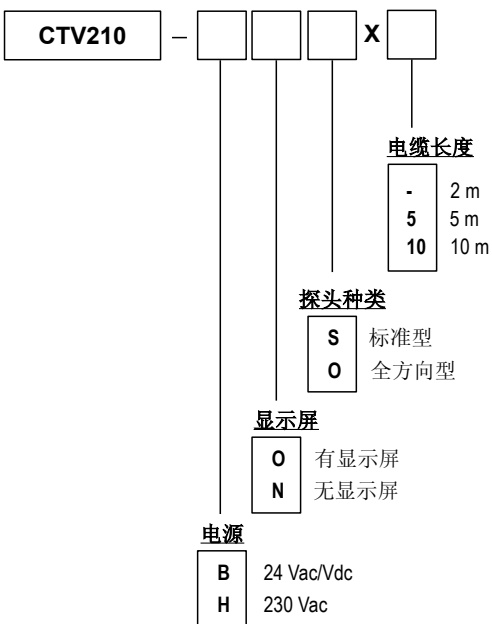 CTV210 – X
电缆长度
- 2 m
5 5 m
10 10 m
探头种类
S 标准型
O 全方向型
显示屏
O 有显示屏
N 无显示屏
电源
B 24 Vac/Vdc
H 230 Vac